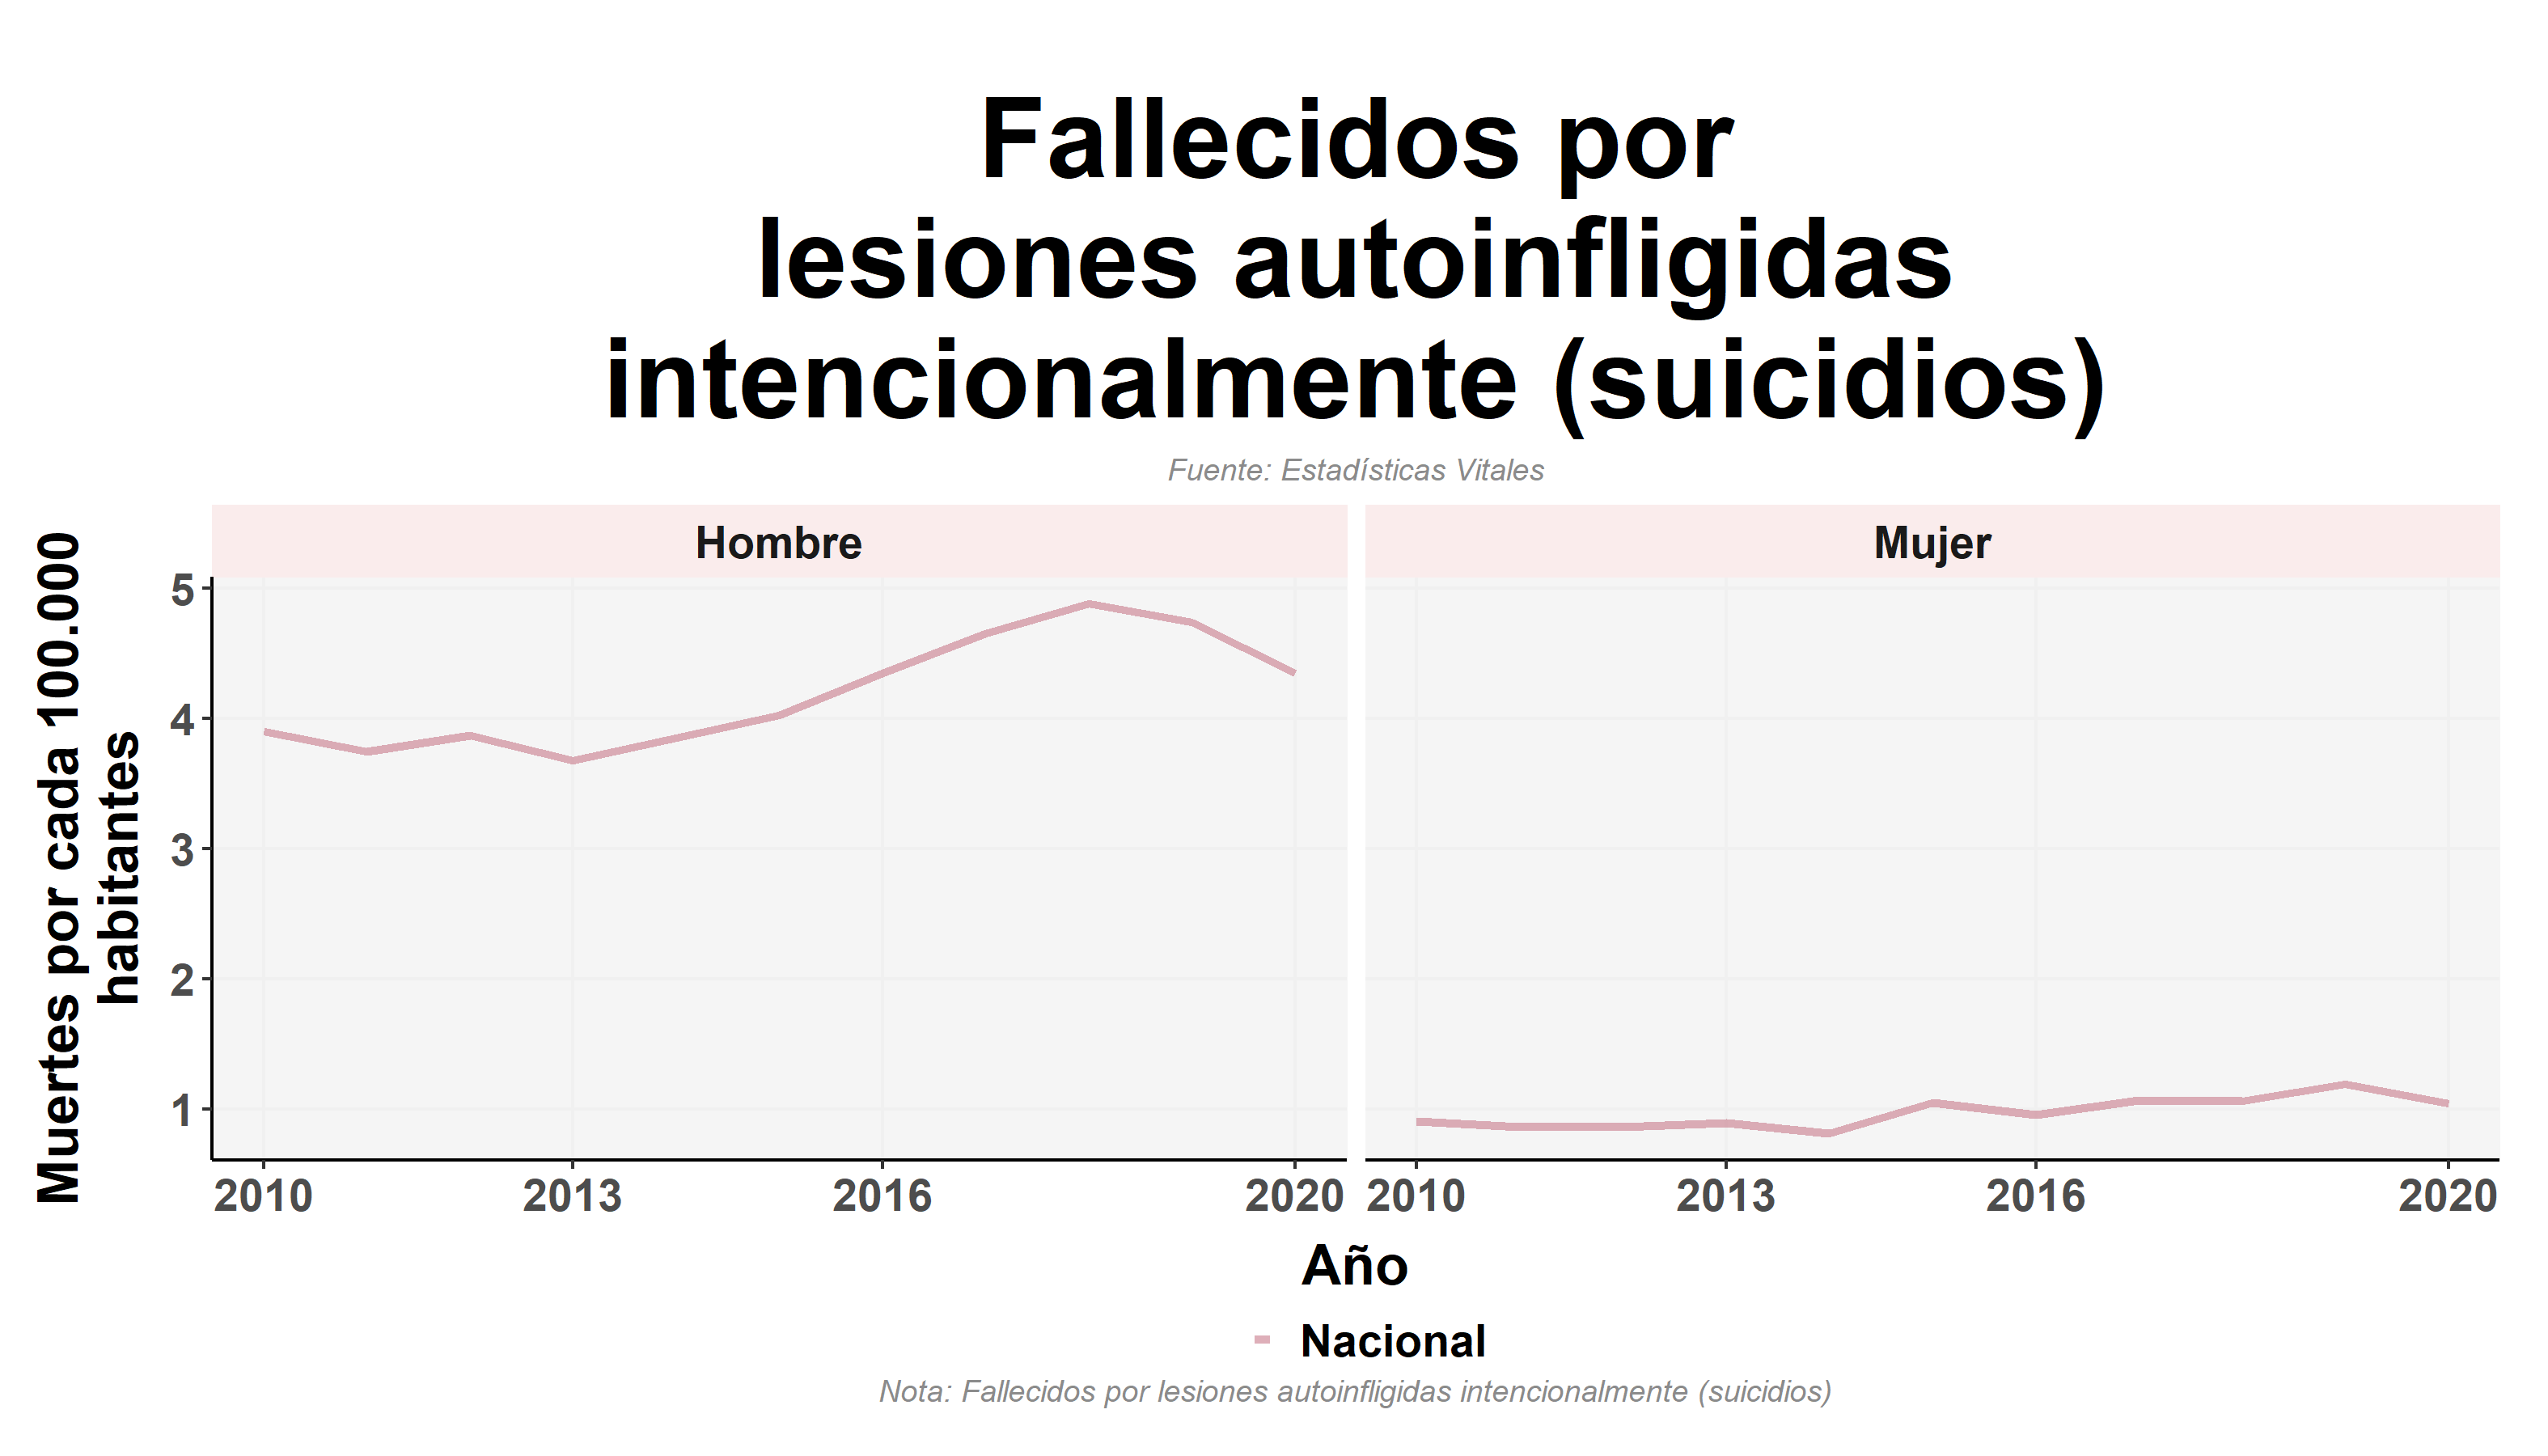 Fallecidos por
lesiones autoinfligidas
intencionalmente (suicidios)
Fuente: Estadísticas Vitales
Hombre
Mujer
Muertes por cada 100.000
habitantes
5
4
3
2
1
2010
2013
2016
2020
2010
2013
2016
2020
Año
Nacional
Nota: Fallecidos por lesiones autoinfligidas intencionalmente (suicidios)